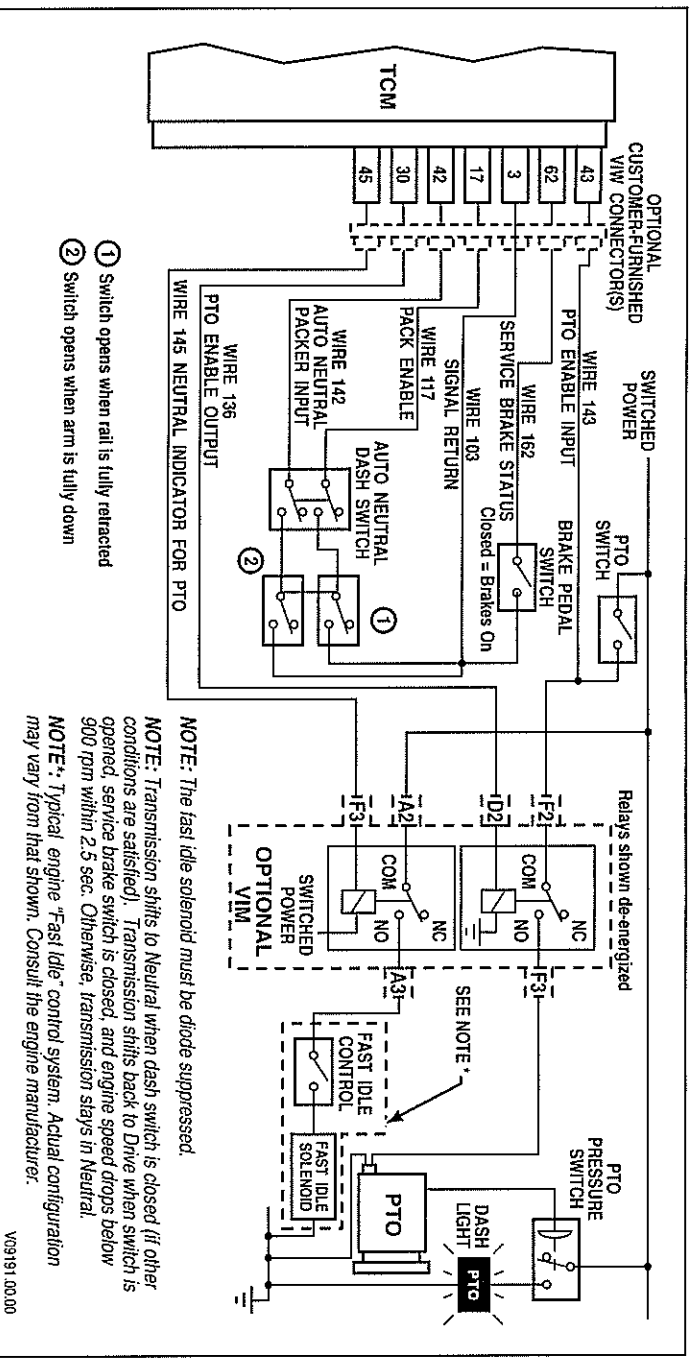 OPTIONAL
CUSTOMER-FURNISHED
VIW CONNECTOR(S)
TCM
43
62
3
17
42
30
45
SWITCHED
POWER
PTO
SWITCH
WIRE 143
PTO ENABLE INPUT
BRAKE PEDAL
SWITCH
WIRE 162
SERVICE BRAKE STATUS
Closed = Brakes On
WIRE 103
SIGNAL RETURN
WIRE 117
PACK ENABLE
AUTO NEUTRAL
DASH SWITCH
WIRE 142
AUTO NEUTRAL
PACKER INPUT
1
2
WIRE 136
PTO ENABLE OUTPUT
WIRE 145 NEUTRAL INDICATOR FOR PTO
1 Switch opens when rail is fully retracted
2 Switch opens when arm is fully down
Relays shown de-energized
F2
D2
A2
F3
COM
NC
NO
COM
NC
NO
SWITCHED
POWER
OPTIONAL
VIM
F3
A3
SEE NOTE *
PTO
PRESSURE
SWITCH
DASH
LIGHT
PTO
PTO
FAST IDLE
CONTROL
FAST IDLE
SOLENOID
NOTE: The fast idle solenoid must be diode suppressed.
NOTE: Transmission shifts to Neutral when dash switch is closed (if other
conditions are satisfied). Transmission shifts back to Drive when switch is
opened, service brake switch is closed, and engine speed drops below
900 rpm within 2.5 sec. Otherwise, transmission stays in Neutral.
NOTE*: Typical engine "Fast Idle" control system. Actual configuration
may vary from that shown. Consult the engine manufacturer.
V09191.00.00